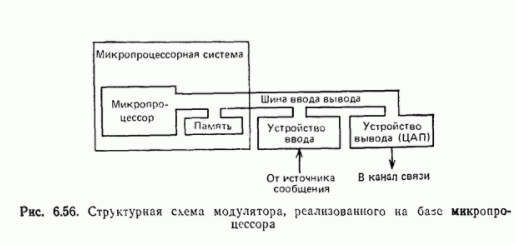 Микропроцессорная система
Микропро-
цессор
Шина ввода вывода
Память
Устройство
ввода
Устройство
вывода (ЦАП)
От источника
сообщения
В канал связи
Рис. 6.56. Структурная схема модулятора, реализованного на базе микропро-
цессора